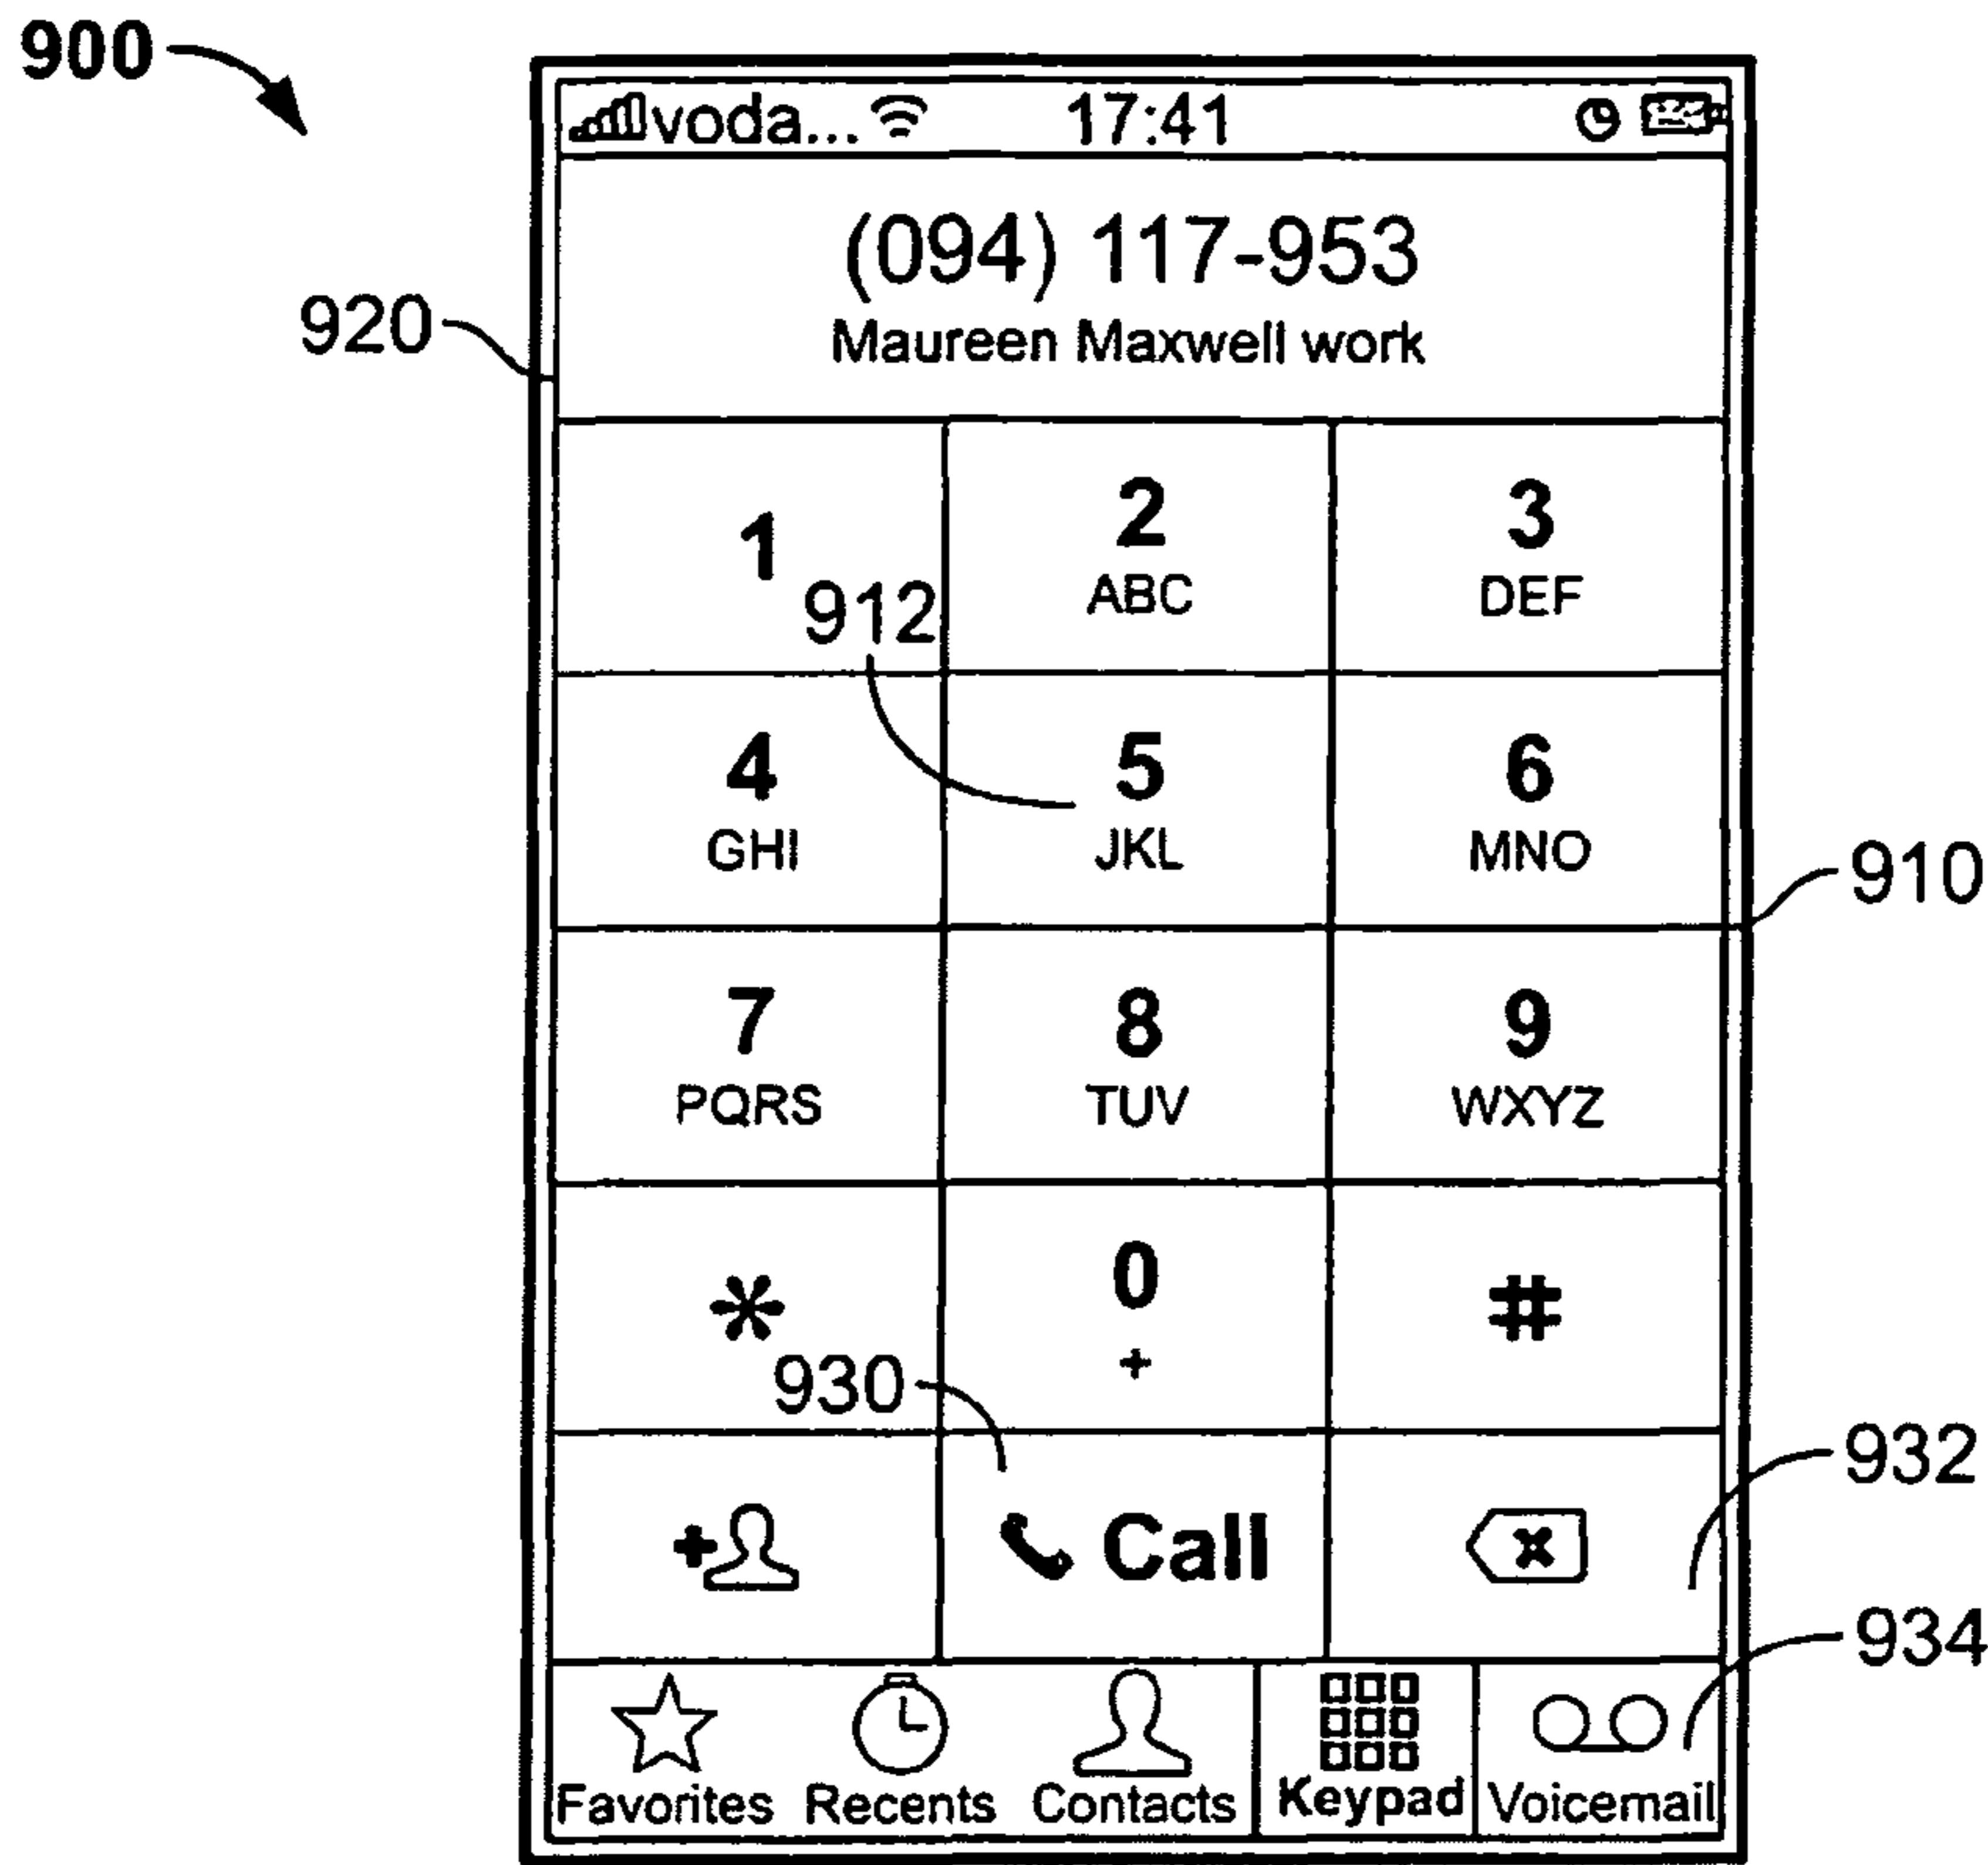 900
voda... 17:41
(094) 117-953
920
Maureen Maxwell work
1 2 3
912 ABC DEF
4 5 6
GHI JKL MNO
910
7 8 9
PQRS TUV WXYZ
* 0 #
930 +
932
+ Call x
934
Favorites Recents Contacts Keypad Voicemail